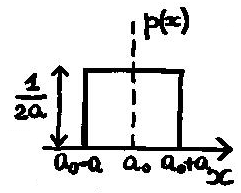 p(x)
1/2a
a₀-a a₀ a₀+a x